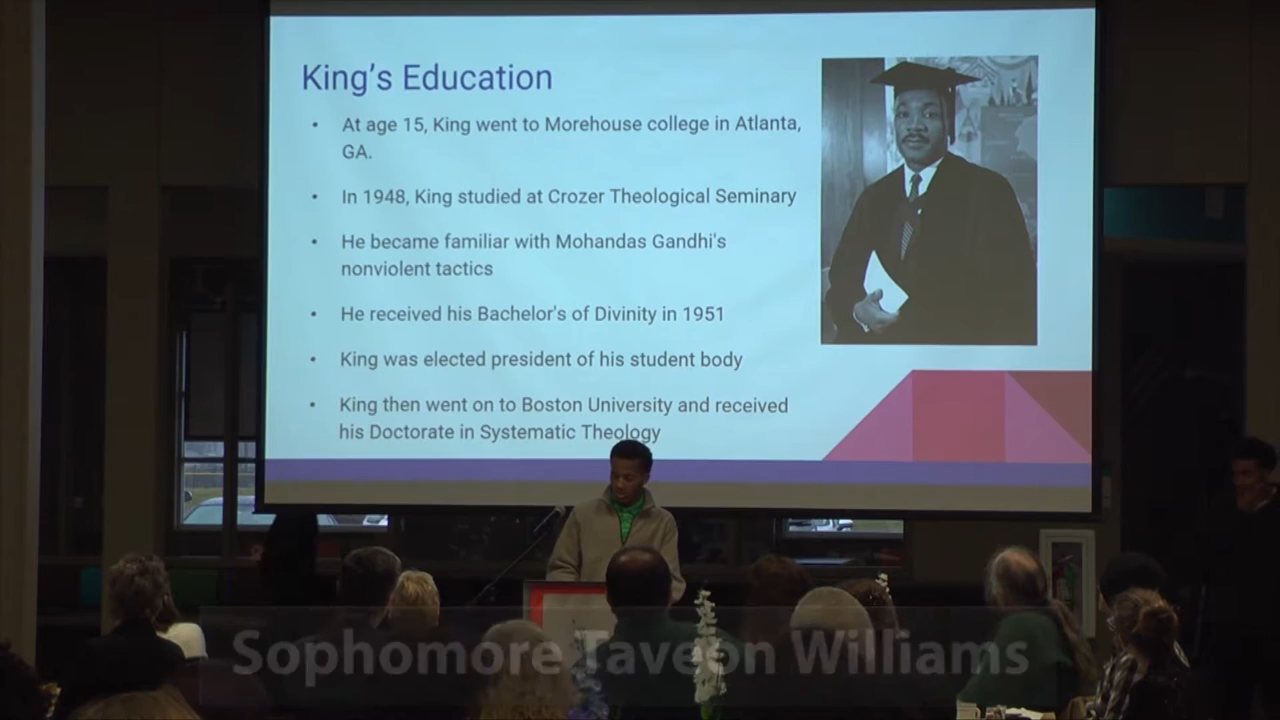 King's Education
• At age 15, King went to Morehouse college in Atlanta,
GA.
• In 1948, King studied at Crozer Theological Seminary
• He became familiar with Mohandas Gandhi's
nonviolent tactics
• He received his Bachelor's of Divinity in 1951
• King was elected president of his student body
• King then went on to Boston University and received
his Doctorate in Systematic Theology
Sophomore Taveon Williams